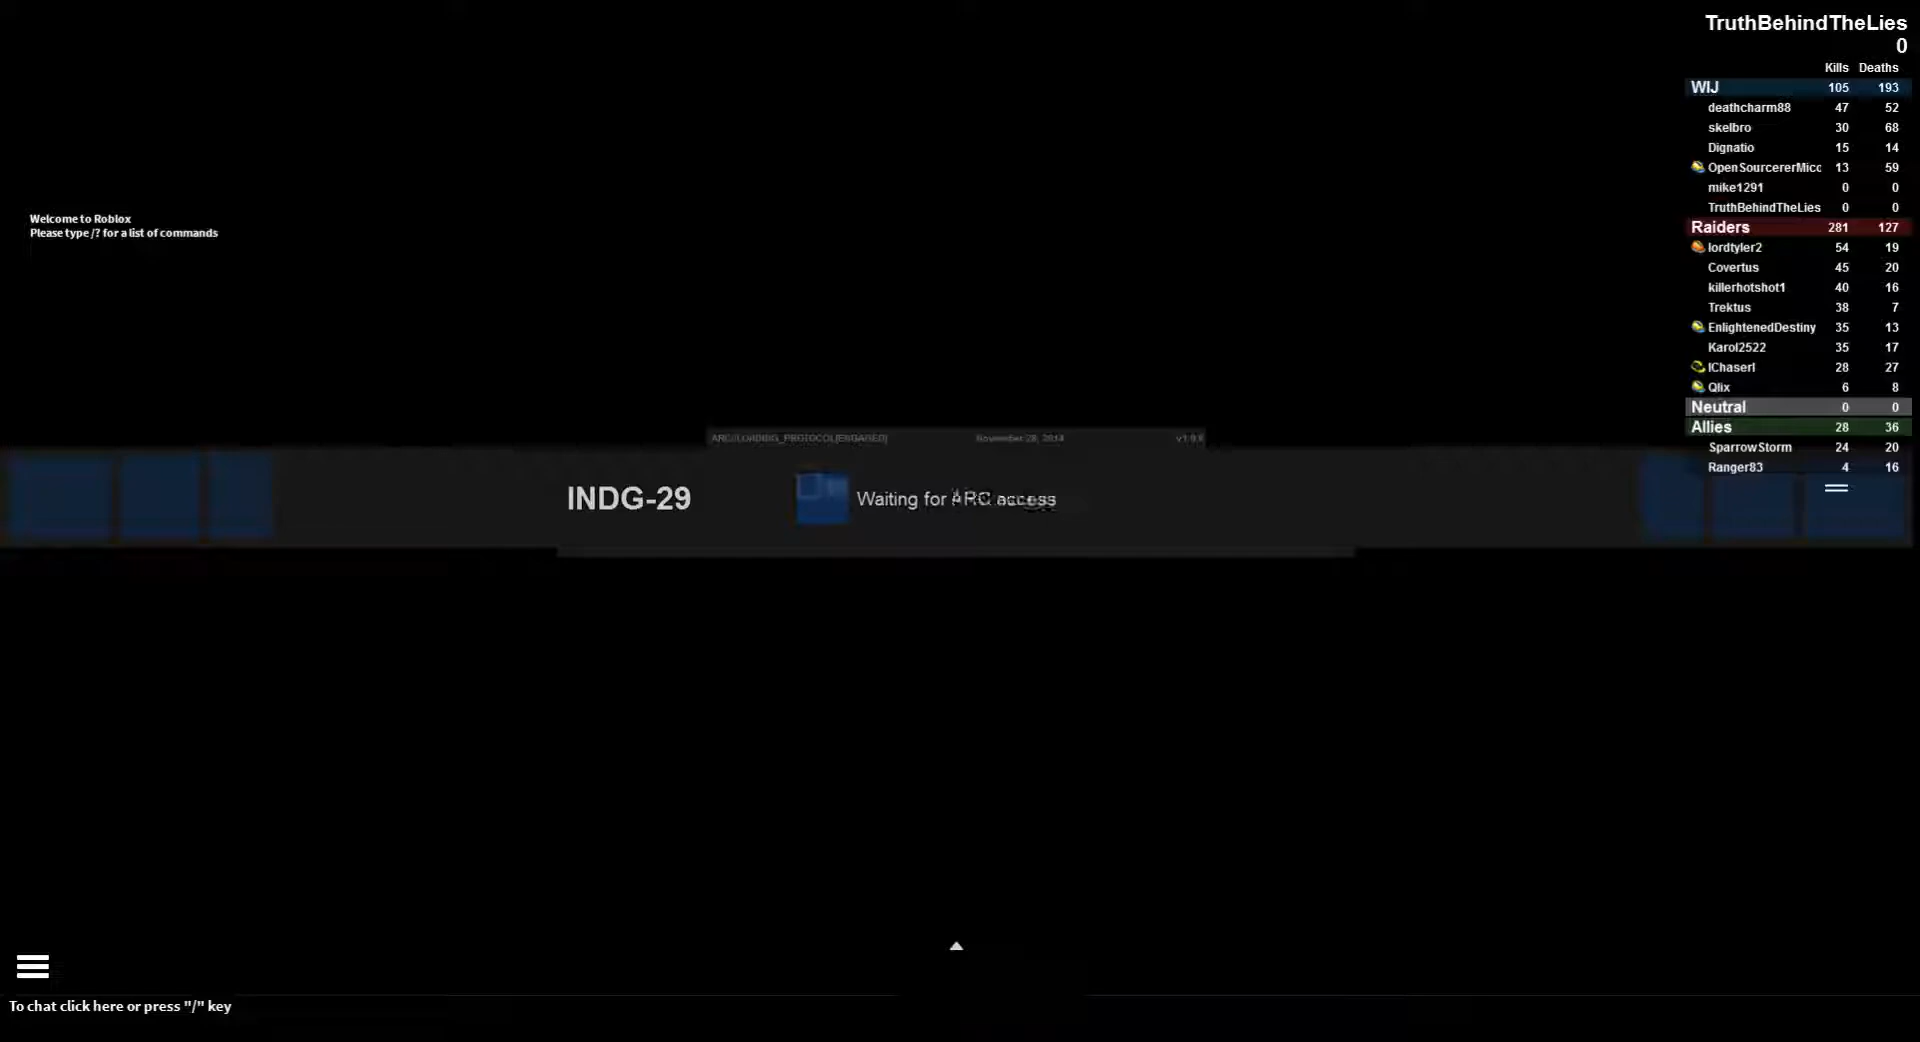 TruthBehindTheLies
0
Kills Deaths
WIJ 105 193
deathcharm88 47 52
skelbro 30 68
Dignatio 15 14
OpenSourcererMicc 13 59
mike1291 0 0
TruthBehindTheLies 0 0
Raiders 281 127
lordtyler2 54 19
Covertus 45 20
killerhotshot1 40 16
Trektus 38 7
EnlightenedDestiny 35 13
Karol2522 35 17
IChaserI 28 27
Qlix 6 8
Neutral 0 0
Allies 28 36
SparrowStorm 24 20
Ranger83 4 16
Welcome to Roblox
Please type /? for a list of commands
November 28, 2014
INDG-29
Waiting for ARC access
To chat click here or press "/" key